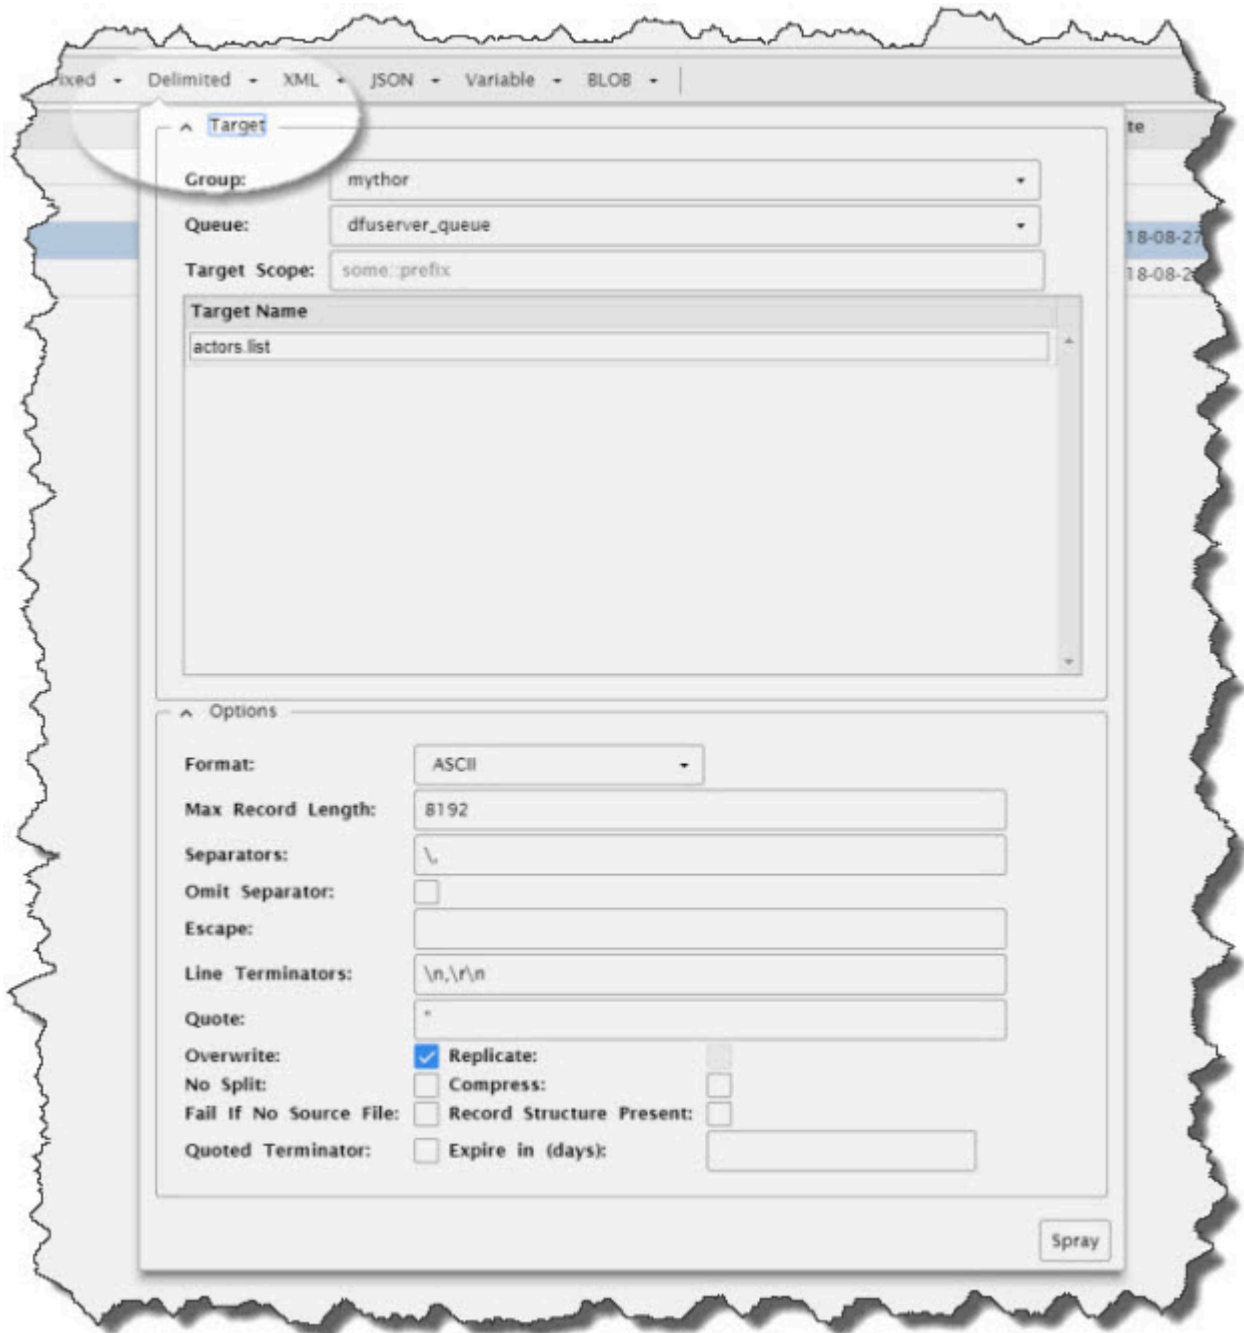 ixed Delimited XML JSON Variable BLOB
Target
te
Group: mythor
Queue: dfuserver_queue
18-08-27
Target Scope: some::prefix
18-08-2
Target Name
actors.list
Options
Format: ASCII
Max Record Length: 8192
Separators: \,
Omit Separator:
Escape:
Line Terminators: \n,\r\n
Quote: "
Overwrite: Replicate:
No Split: Compress:
Fail If No Source File: Record Structure Present:
Quoted Terminator: Expire in (days):
Spray